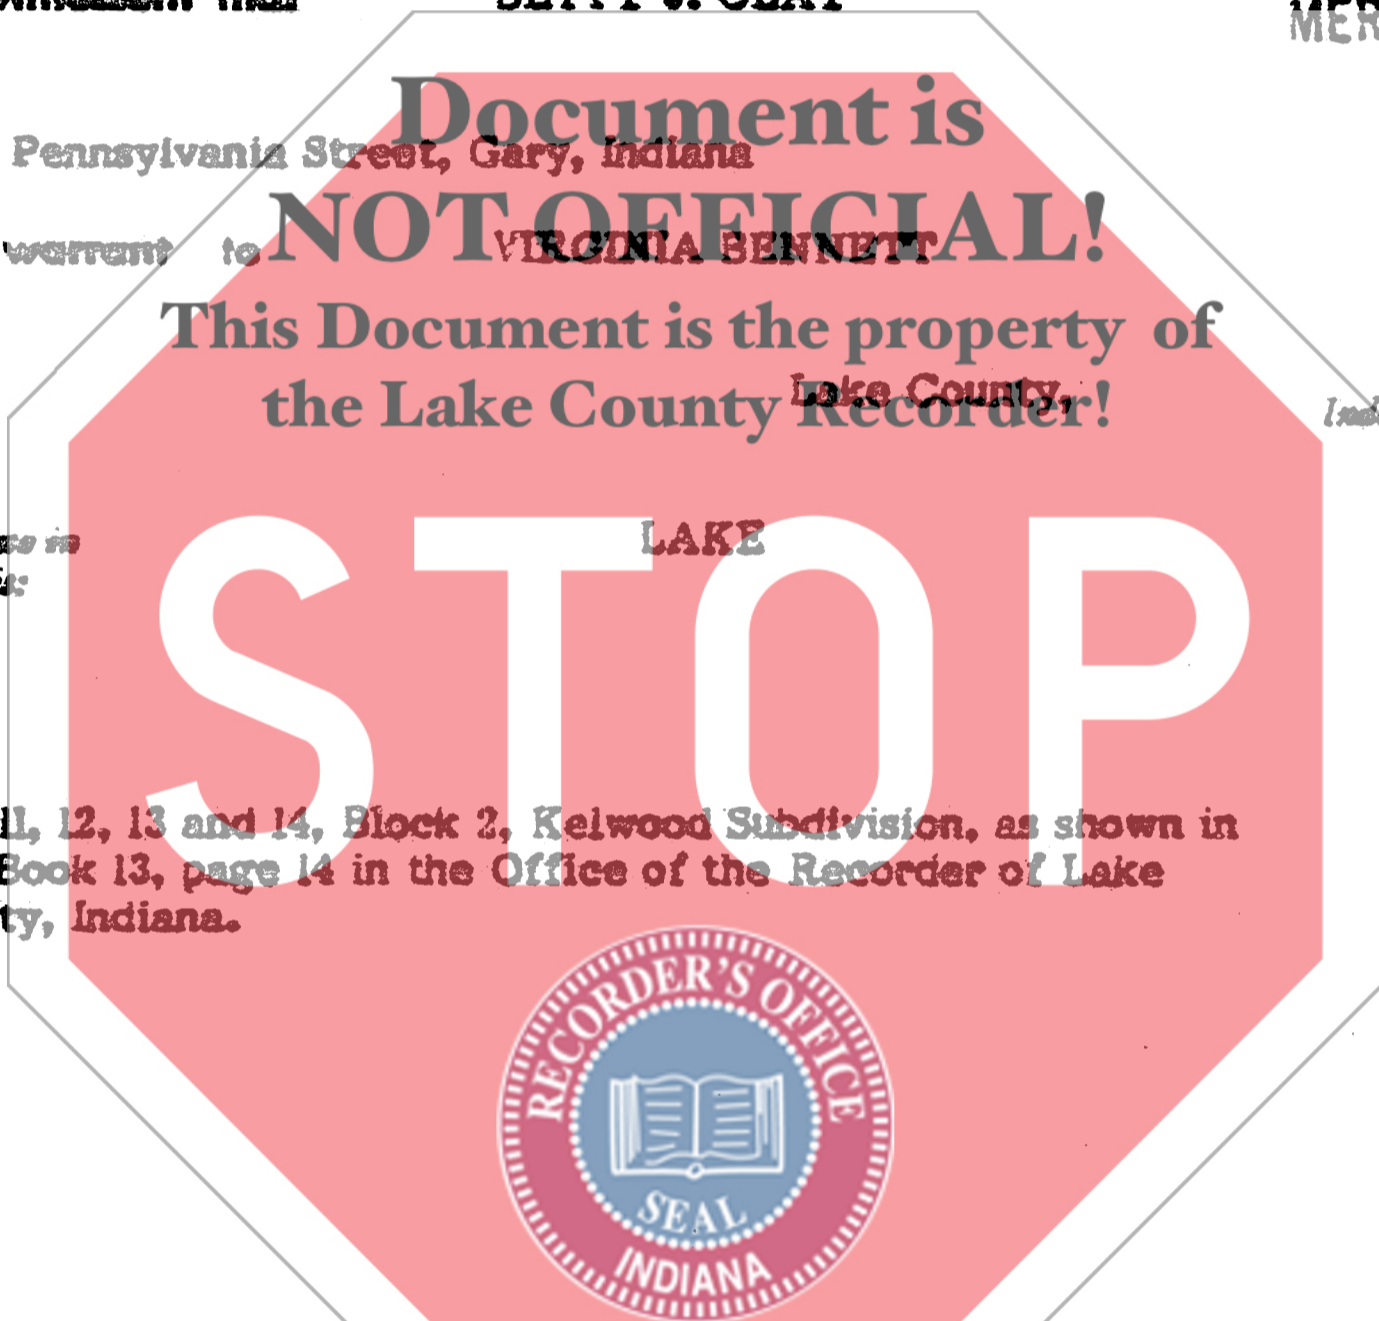 MER
Document is
Pennsylvania Street, Gary, Indiana
NOT OFFICIAL!
warrant to VIRGINIA BENNETT
This Document is the property of
Lake County,
the Lake County Recorder!
LAKE
STOP
11, 12, 13 and 14, Block 2, Kelwood Subdivision, as shown in
Book 13, page 14 in the Office of the Recorder of Lake
ty, Indiana.
RECORDER'S OFFICE
SEAL
INDIANA